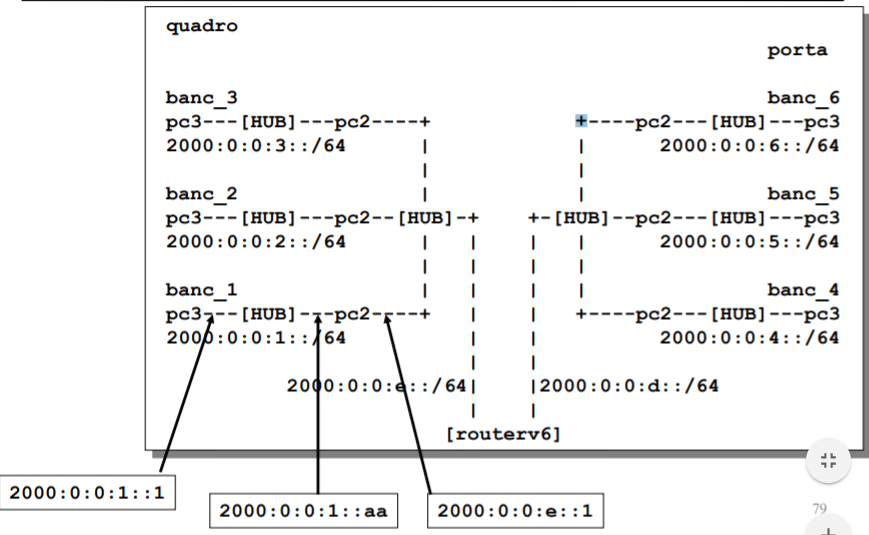 quadro
porta
banc_3 banc_6
pc3---[HUB]---pc2----+ +----pc2---[HUB]---pc3
2000:0:0:3::/64 | | 2000:0:0:6::/64
| |
banc_2 | | banc_5
pc3---[HUB]---pc2--[HUB]-+ +-[HUB]--pc2---[HUB]---pc3
2000:0:0:2::/64 | | | | 2000:0:0:5::/64
| | | |
banc_1 | | | | banc_4
pc3---[HUB]---pc2----+ | | +----pc2---[HUB]---pc3
2000:0:0:1::/64 | | 2000:0:0:4::/64
| |
2000:0:0:e::/64| |2000:0:0:d::/64
| |
[routerv6]
2000:0:0:1::1
2000:0:0:1::aa
2000:0:0:e::1
79